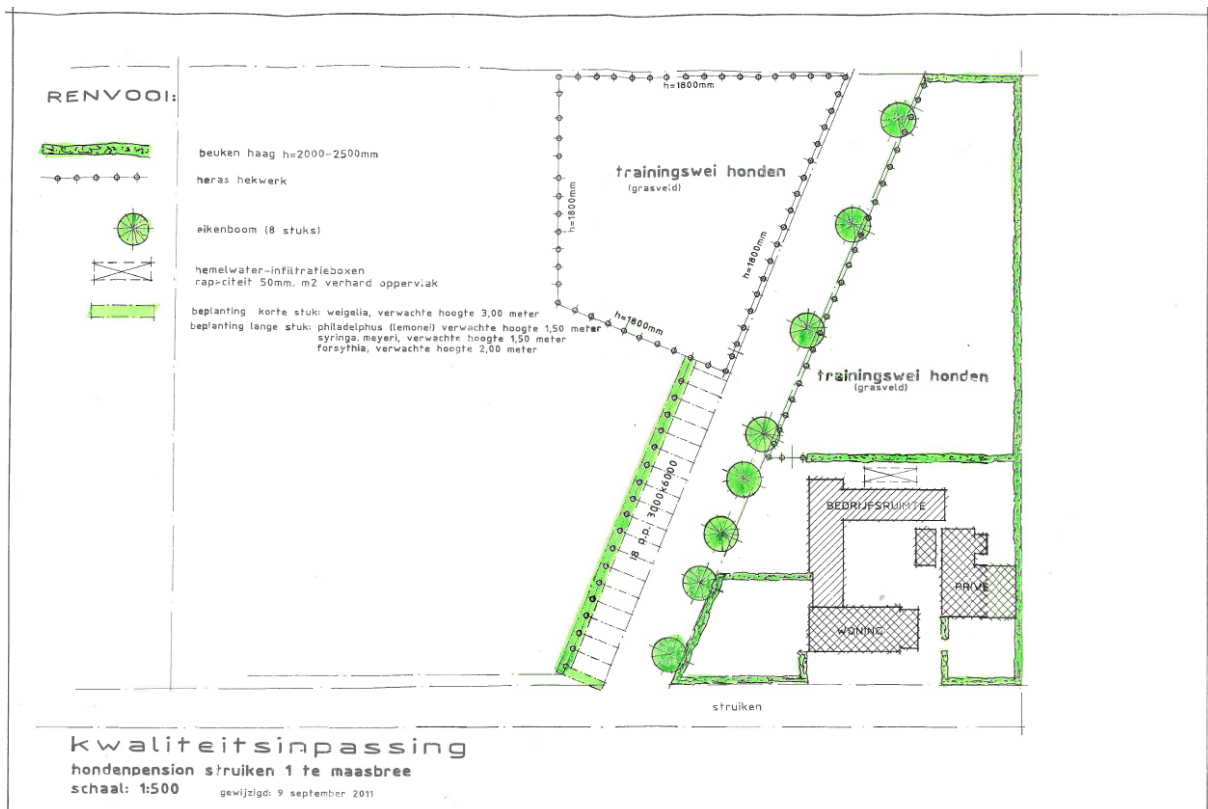 RENVOOI:
beuken haag h=2000-2500mm
heras hekwerk
eikenboom (8 stuks)
hemelwater-infiltratieboxen
capaciteit 50mm. m2 verhard oppervlak
beplanting korte stuk: weigelia, verwachte hoogte 3,00 meter
beplanting lange stuk: philadelphus (lemonei) verwachte hoogte 1,50 meter
syringa. meyeri, verwachte hoogte 1,50 meter
forsythia, verwachte hoogte 2,00 meter
h=1800mm
trainingswei honden
(grasveld)
h=1800mm
h=1800mm
h=1800mm
trainingswei honden
(grasveld)
18 p.p. 3000x6000
BEDRIJFSRUIMTE
PRIVE
WONING
struiken
kwaliteitsinpassing
hondenpension struiken 1 te maasbree
schaal: 1:500
gewijzigd: 9 september 2011